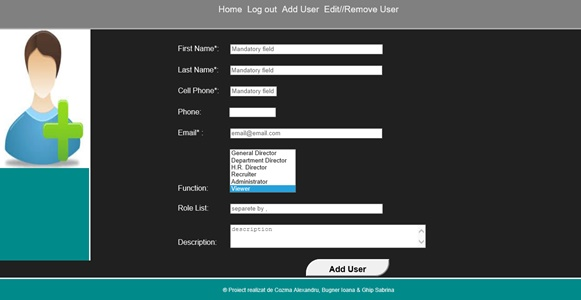 Home Log out Add User Edit//Remove User
First Name*: Mandatory field
Last Name*: Mandatory field
Cell Phone*: Mandatory field
Phone:
Email* : email@email.com
General Director
Department Director
H.R. Director
Recruiter
Administrator
Function: Viewer
Role List: separete by ,
description
Description:
Add User
® Proiect realizat de Cozma Alexandru, Bugner Ioana & Ghip Sabrina